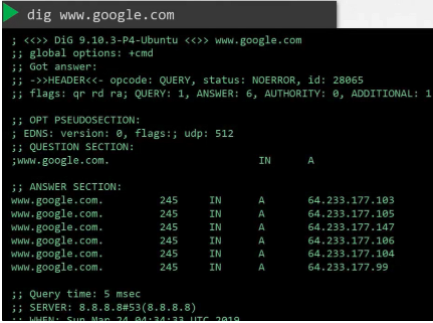 dig www.google.com
; <<>> DiG 9.10.3-P4-Ubuntu <<>> www.google.com
;; global options: +cmd
;; Got answer:
;; ->>HEADER<<- opcode: QUERY, status: NOERROR, id: 28065
;; flags: qr rd ra; QUERY: 1, ANSWER: 6, AUTHORITY: 0, ADDITIONAL: 1
;; OPT PSEUDOSECTION:
; EDNS: version: 0, flags:; udp: 512
;; QUESTION SECTION:
;www.google.com. IN A
;; ANSWER SECTION:
www.google.com. 245 IN A 64.233.177.103
www.google.com. 245 IN A 64.233.177.105
www.google.com. 245 IN A 64.233.177.147
www.google.com. 245 IN A 64.233.177.106
www.google.com. 245 IN A 64.233.177.104
www.google.com. 245 IN A 64.233.177.99
;; Query time: 5 msec
;; SERVER: 8.8.8.8#53(8.8.8.8)
;; WHEN: Sun Mar 24 04:34:33 UTC 2019